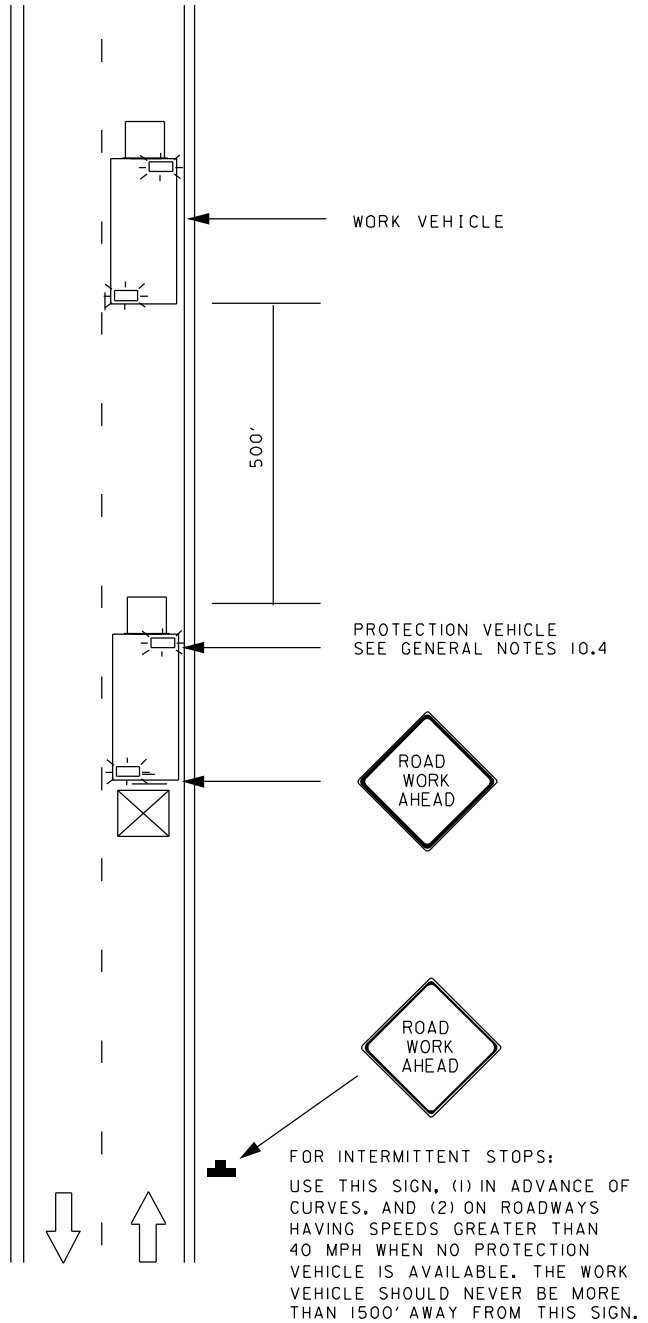 WORK VEHICLE
500'
PROTECTION VEHICLE
SEE GENERAL NOTES 10.4
ROAD
WORK
AHEAD
ROAD
WORK
AHEAD
FOR INTERMITTENT STOPS:
USE THIS SIGN, (1) IN ADVANCE OF
CURVES, AND (2) ON ROADWAYS
HAVING SPEEDS GREATER THAN
40 MPH WHEN NO PROTECTION
VEHICLE IS AVAILABLE. THE WORK
VEHICLE SHOULD NEVER BE MORE
THAN 1500' AWAY FROM THIS SIGN.